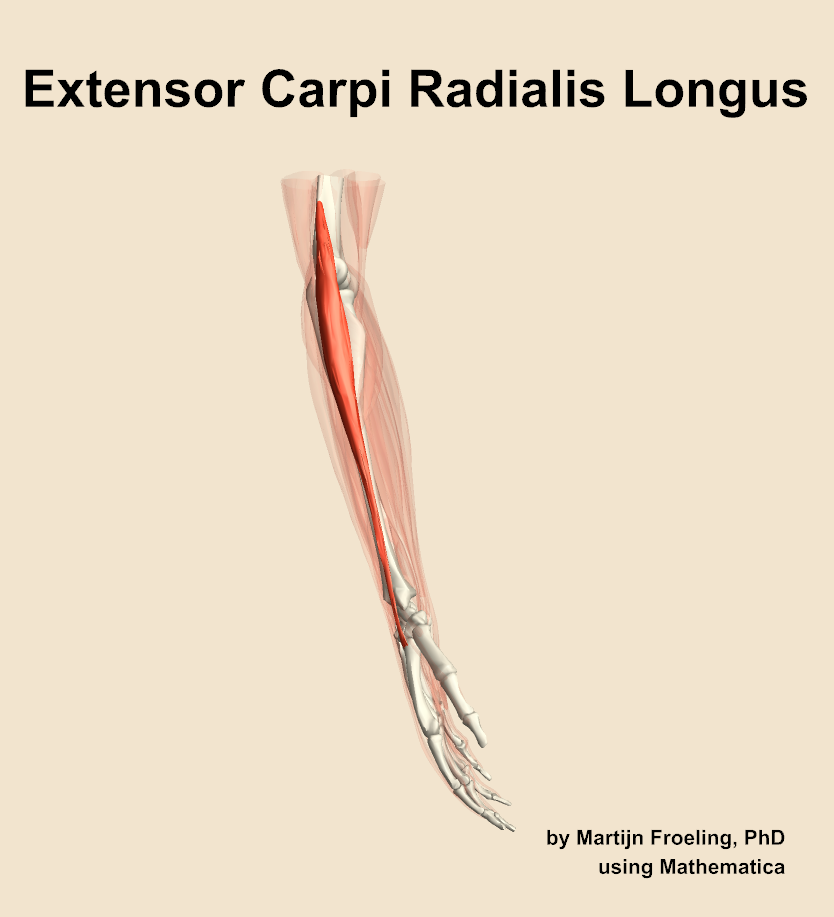 Extensor Carpi Radialis Longus
by Martijn Froeling, PhD
using Mathematica